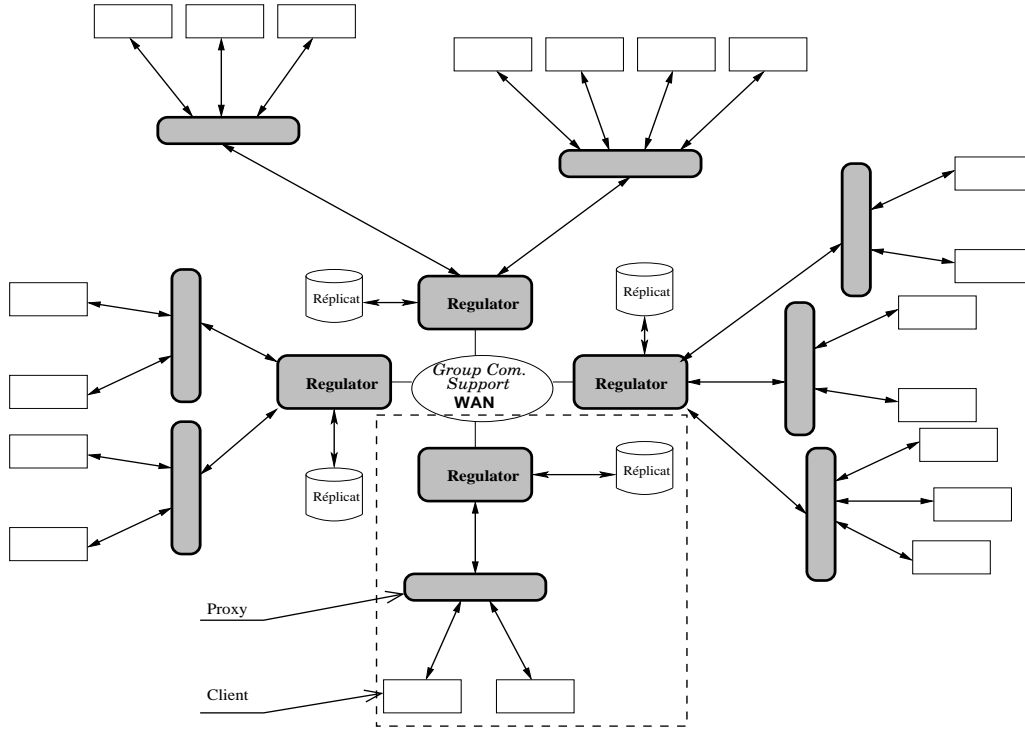 Réplicat
Regulator
Réplicat
Regulator
Group Com.
Support
WAN
Regulator
Réplicat
Regulator
Réplicat
Proxy
Client